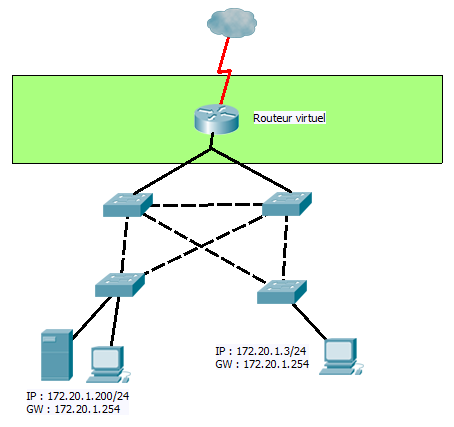 Routeur virtuel
IP : 172.20.1.3/24
GW : 172.20.1.254
IP : 172.20.1.200/24
GW : 172.20.1.254